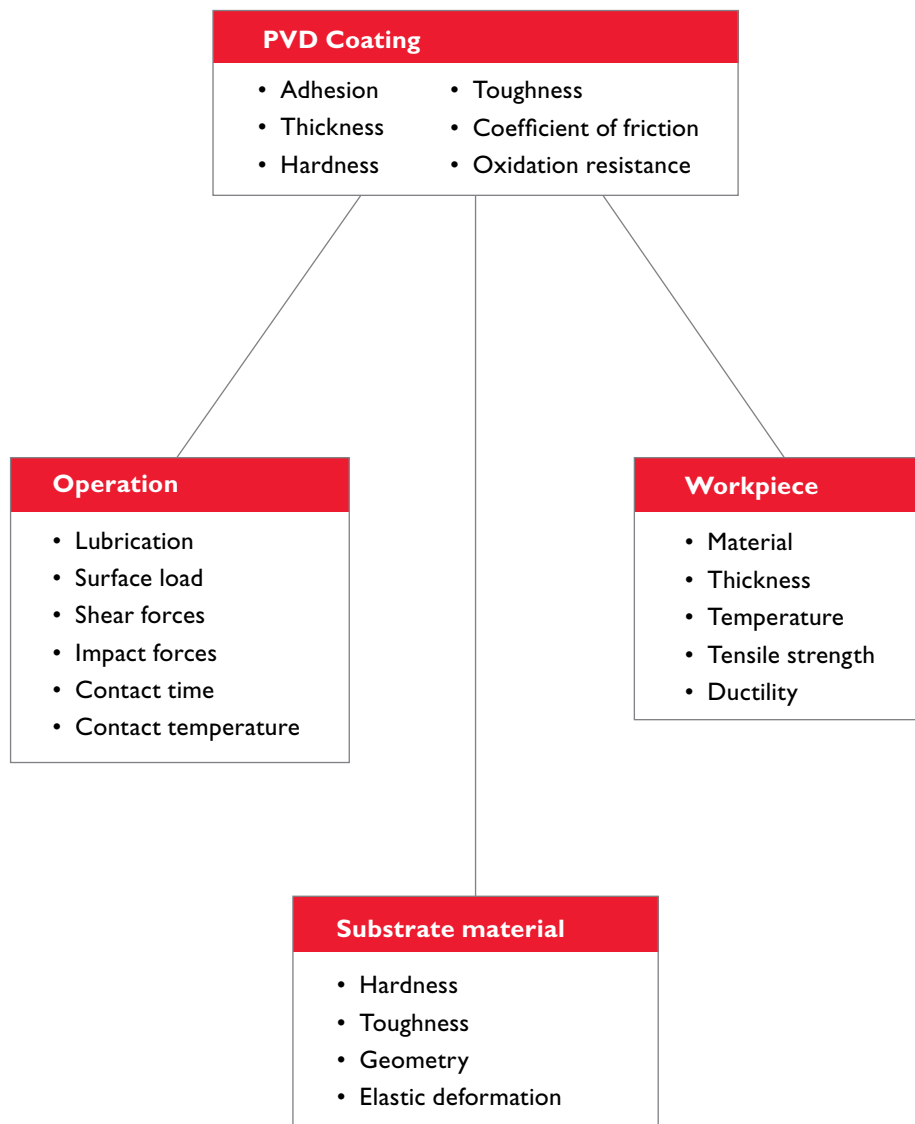 PVD Coating
• Adhesion
• Thickness
• Hardness
• Toughness
• Coefficient of friction
• Oxidation resistance
Operation
• Lubrication
• Surface load
• Shear forces
• Impact forces
• Contact time
• Contact temperature
Workpiece
• Material
• Thickness
• Temperature
• Tensile strength
• Ductility
Substrate material
• Hardness
• Toughness
• Geometry
• Elastic deformation